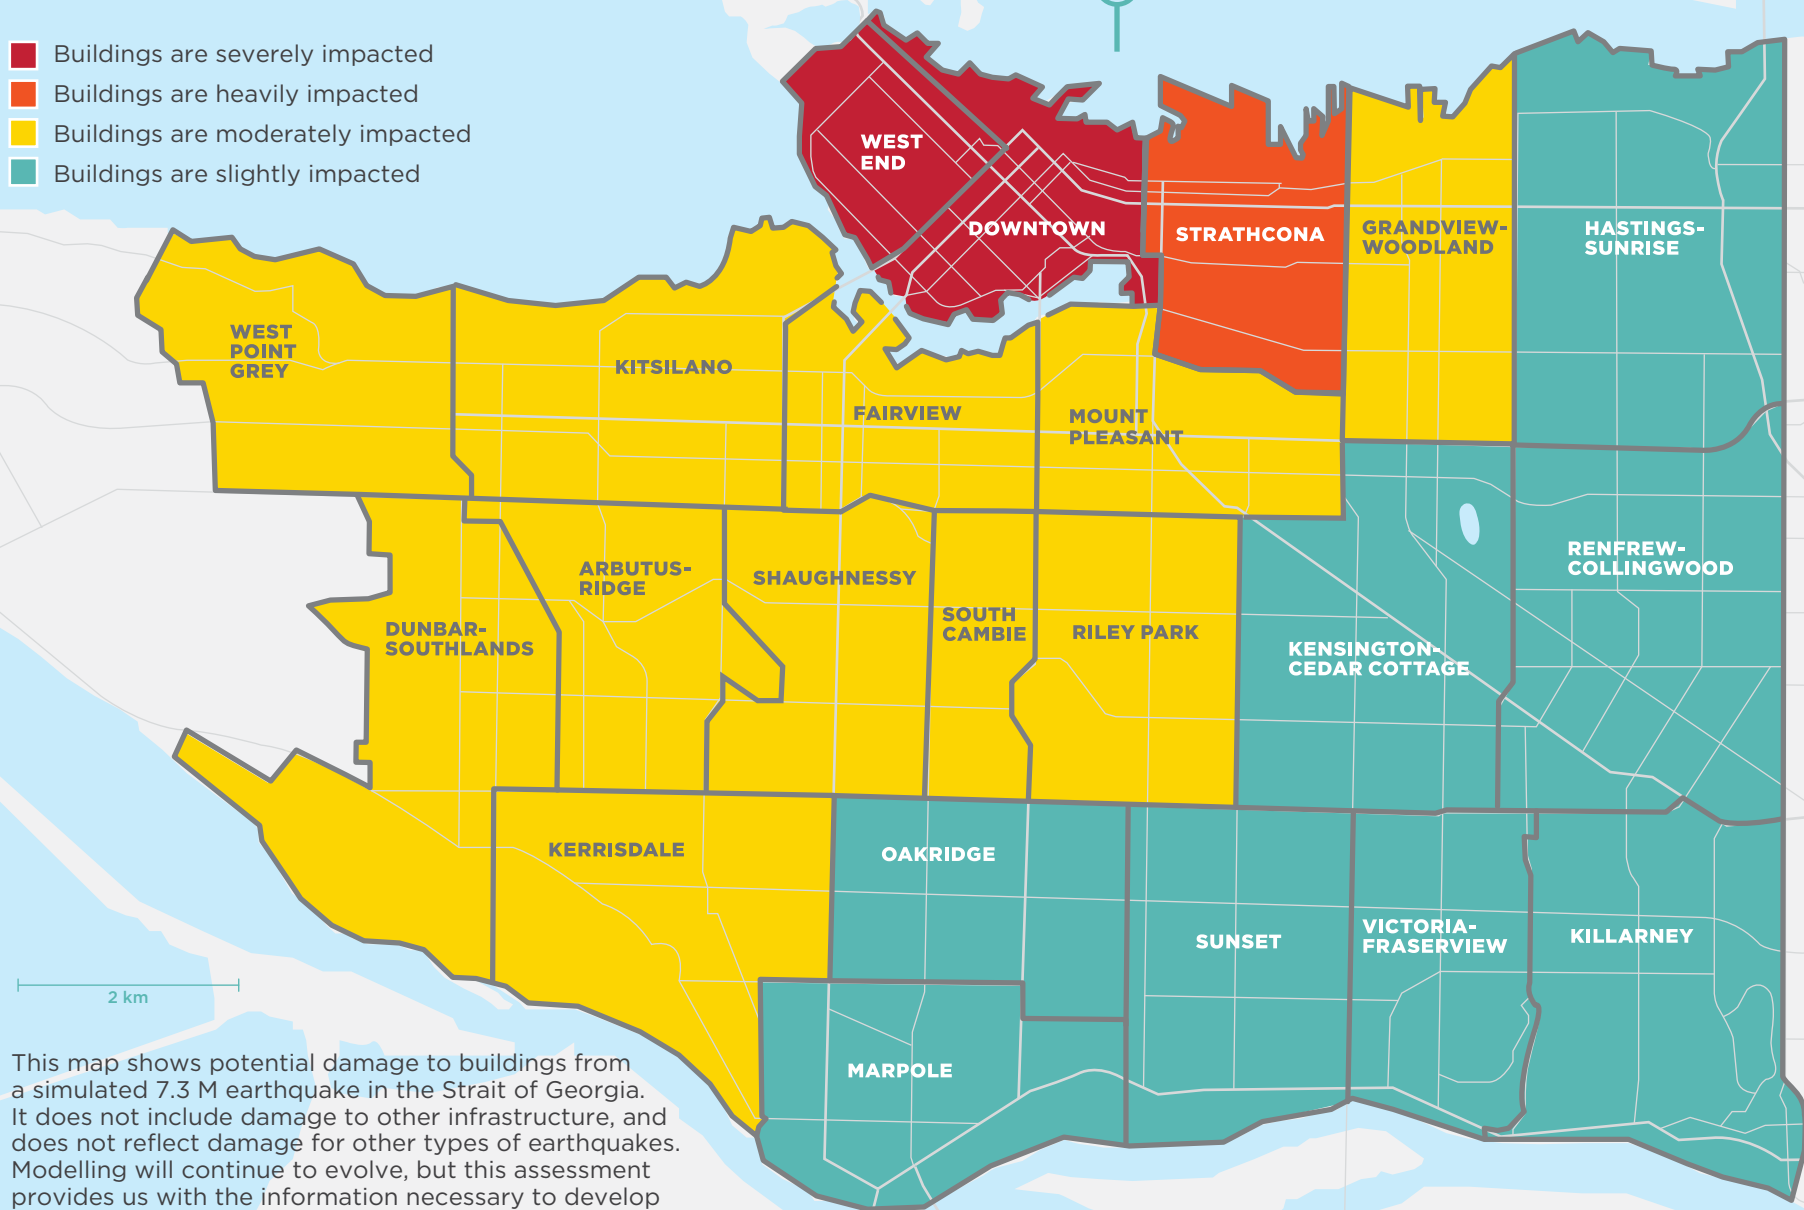 Buildings are severely impacted
Buildings are heavily impacted
Buildings are moderately impacted
Buildings are slightly impacted
WEST
END
DOWNTOWN
STRATHCONA
GRANDVIEW-
WOODLAND
HASTINGS-
SUNRISE
WEST
POINT
GREY
KITSILANO
FAIRVIEW
MOUNT
PLEASANT
ARBUTUS-
RIDGE
SHAUGHNESSY
DUNBAR-
SOUTHLANDS
SOUTH
CAMBIE
RILEY PARK
KENSINGTON-
CEDAR COTTAGE
RENFREW-
COLLINGWOOD
KERRISDALE
OAKRIDGE
SUNSET
VICTORIA-
FRASERVIEW
KILLARNEY
MARPOLE
2 km
This map shows potential damage to buildings from
a simulated 7.3 M earthquake in the Strait of Georgia.
It does not include damage to other infrastructure, and
does not reflect damage for other types of earthquakes.
Modelling will continue to evolve, but this assessment
provides us with the information necessary to develop